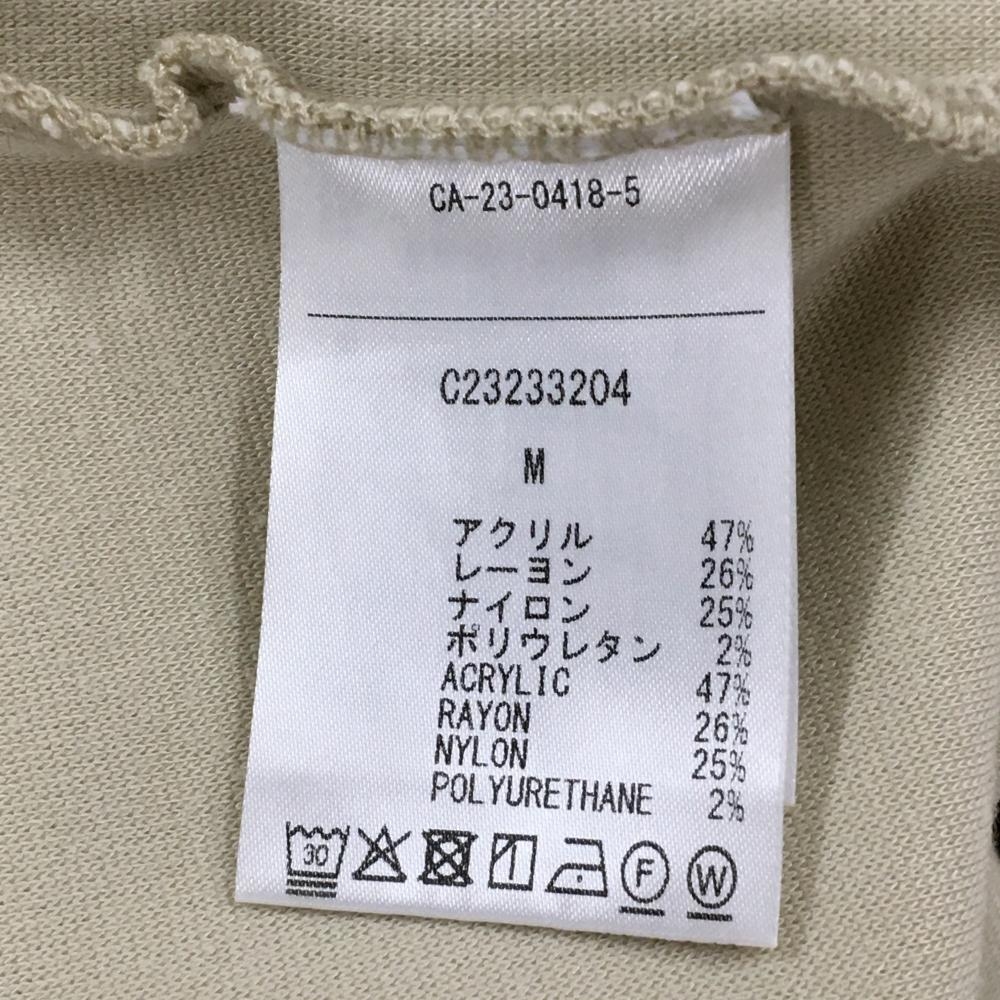 CA-23-0418-5
C23233204
M
アクリル 47%
レーヨン 26%
ナイロン 25%
ポリウレタン 2%
ACRYLIC 47%
RAYON 26%
NYLON 25%
POLYURETHANE 2%
30 F W